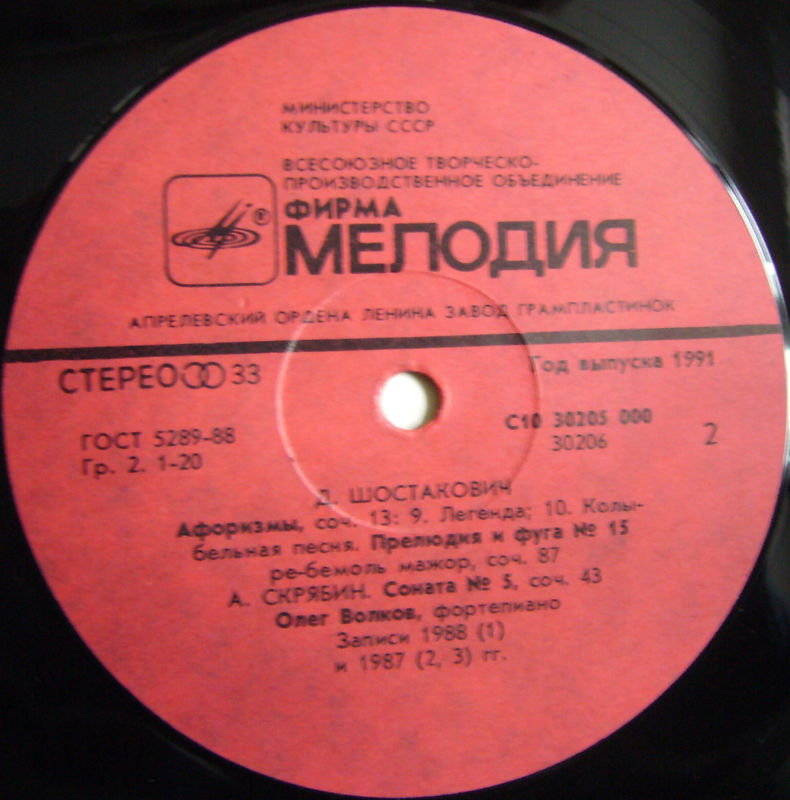 МИНИСТЕРСТВО
КУЛЬТУРЫ СССР
ВСЕСОЮЗНОЕ ТВОРЧЕСКО-
ПРОИЗВОДСТВЕННОЕ ОБЪЕДИНЕНИЕ
®
ФИРМА
МЕЛОДИЯ
АПРЕЛЕВСКИЙ ОРДЕНА ЛЕНИНА ЗАВОД ГРАМПЛАСТИНОК
СТЕРЕО 33
Год выпуска 1991
ГОСТ 5289-88
Гр. 2. 1-20
С10 30205 000
30206
2
Д. ШОСТАКОВИЧ
Афоризмы, соч. 13: 9. Легенда; 10. Колы-
бельная песня. Прелюдия и фуга № 15
ре-бемоль мажор, соч. 87
А. СКРЯБИН. Соната № 5, соч. 43
Олег Волков, фортепиано
Записи 1988 (1)
и 1987 (2, 3) гг.